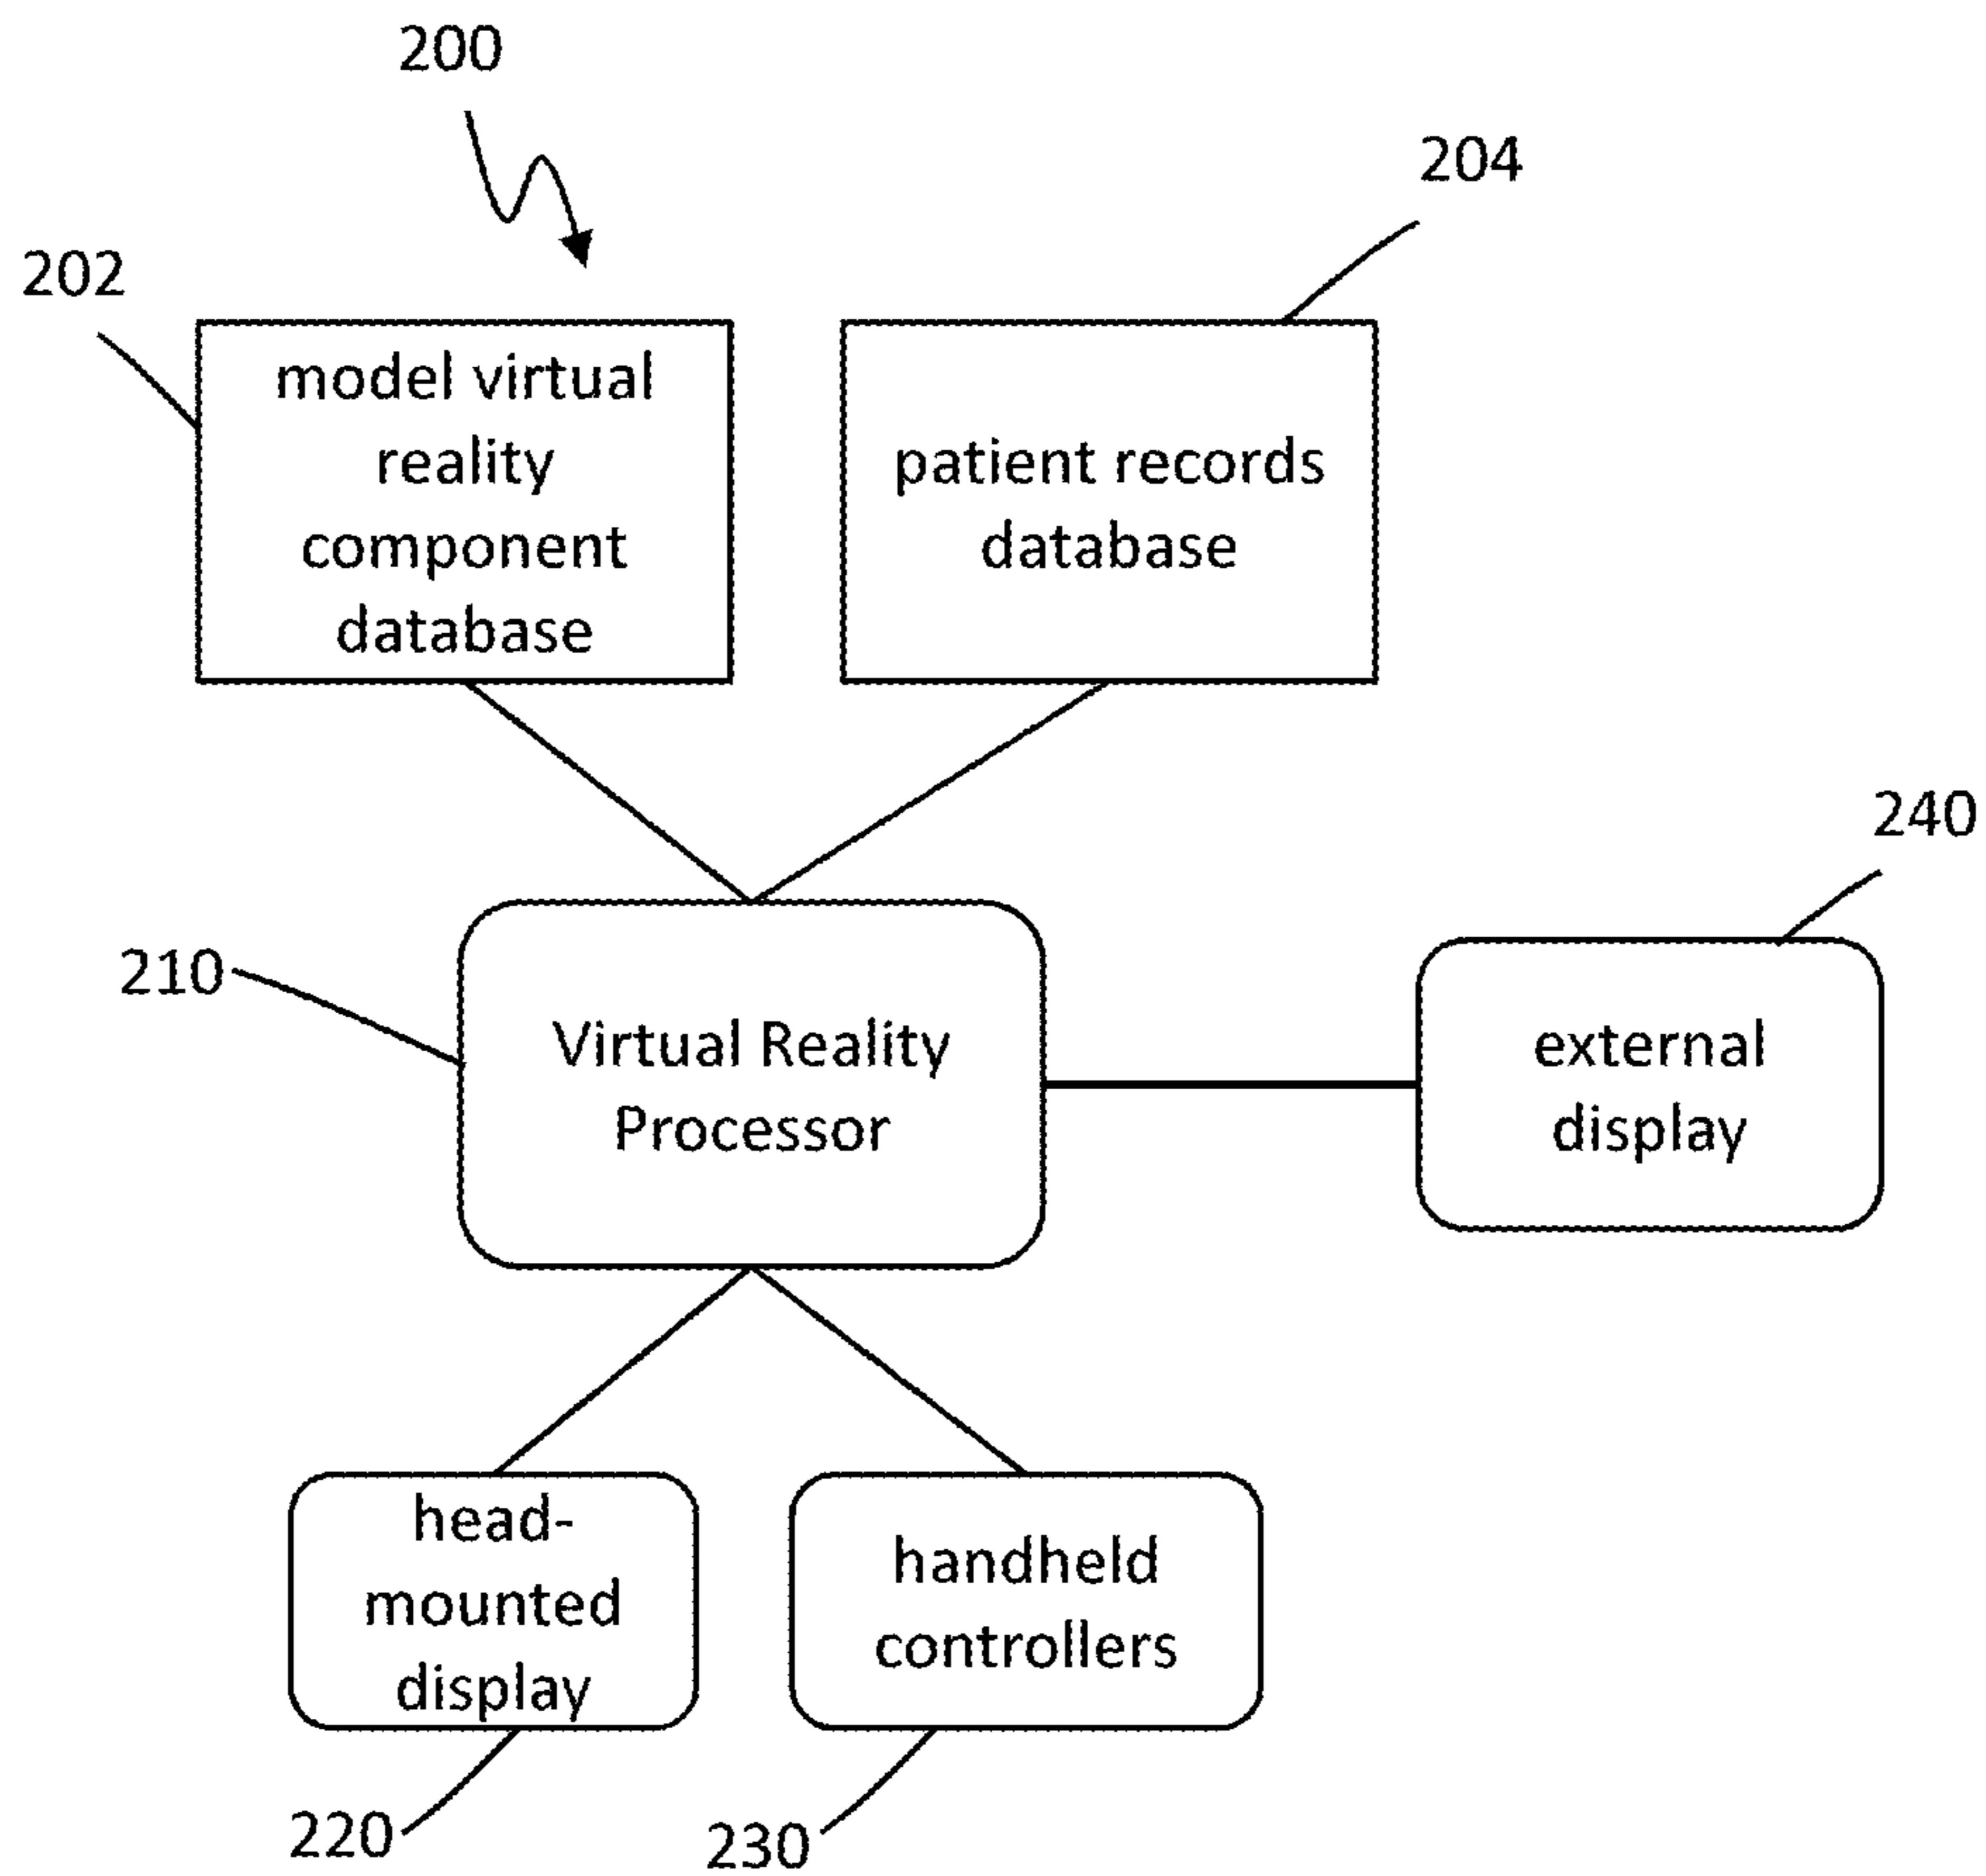 200
204
202
model virtual
reality
component
database
patient records
database
240
210
Virtual Reality
Processor
external
display
head-
mounted
display
handheld
controllers
220
230